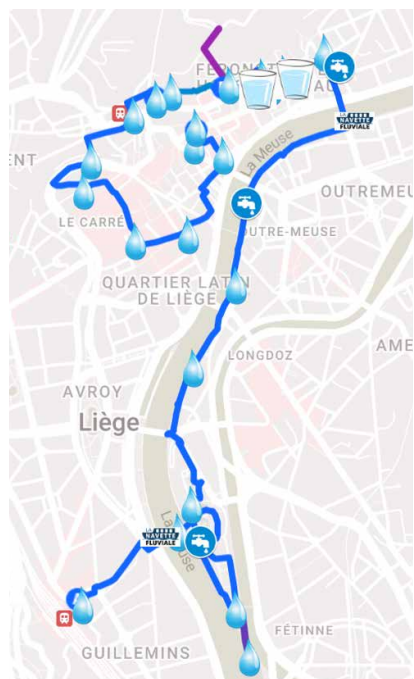 LA
NAVETTE
FLUVIALE
La Meuse
OUTREMEU
LE CARRÉ
OUTRE-MEUSE
QUARTIER LATIN
DE LIÈGE
LONGDOZ
AME
AVROY
Liège
LA
NAVETTE
FLUVIALE
FÉTINNE
GUILLEMINS